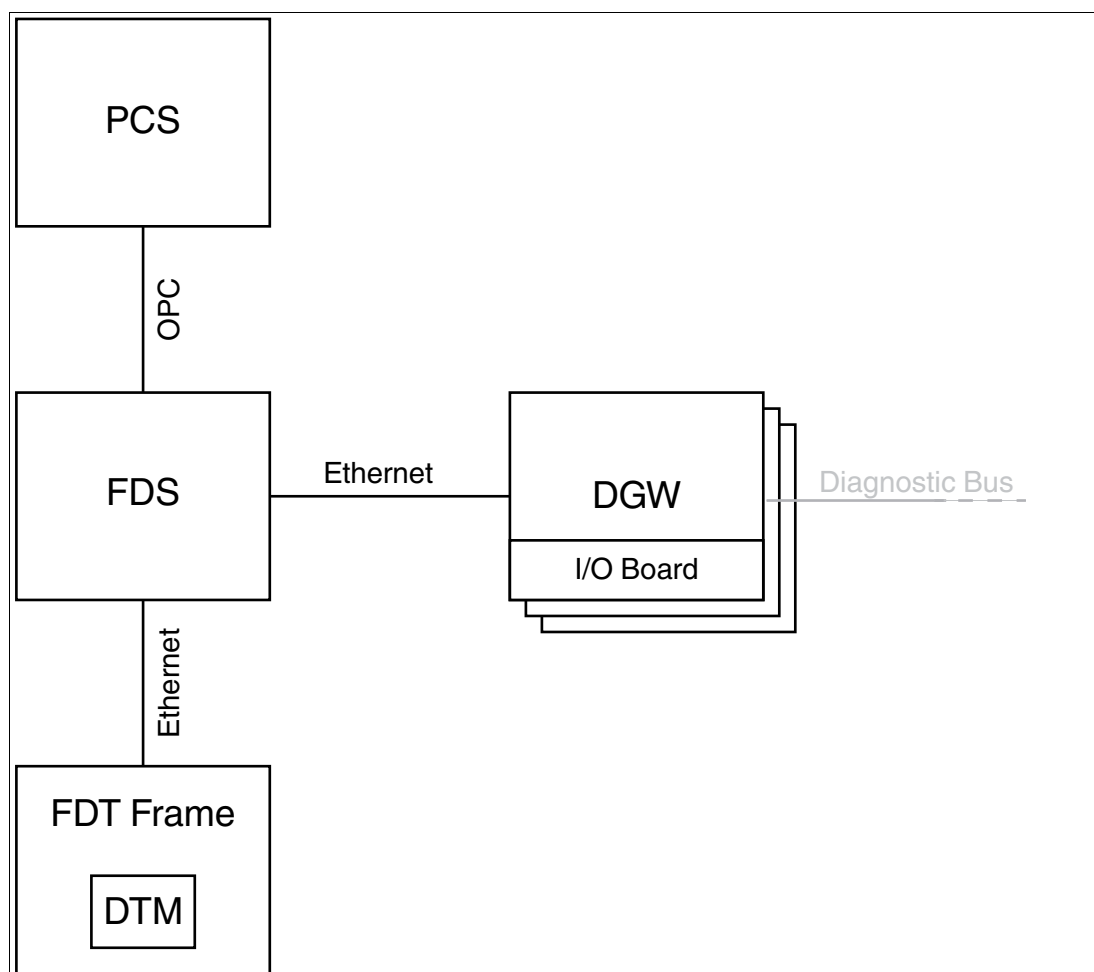 PCS
OPC
FDS
Ethernet
DGW
Diagnostic Bus
I/O Board
Ethernet
FDT Frame
DTM